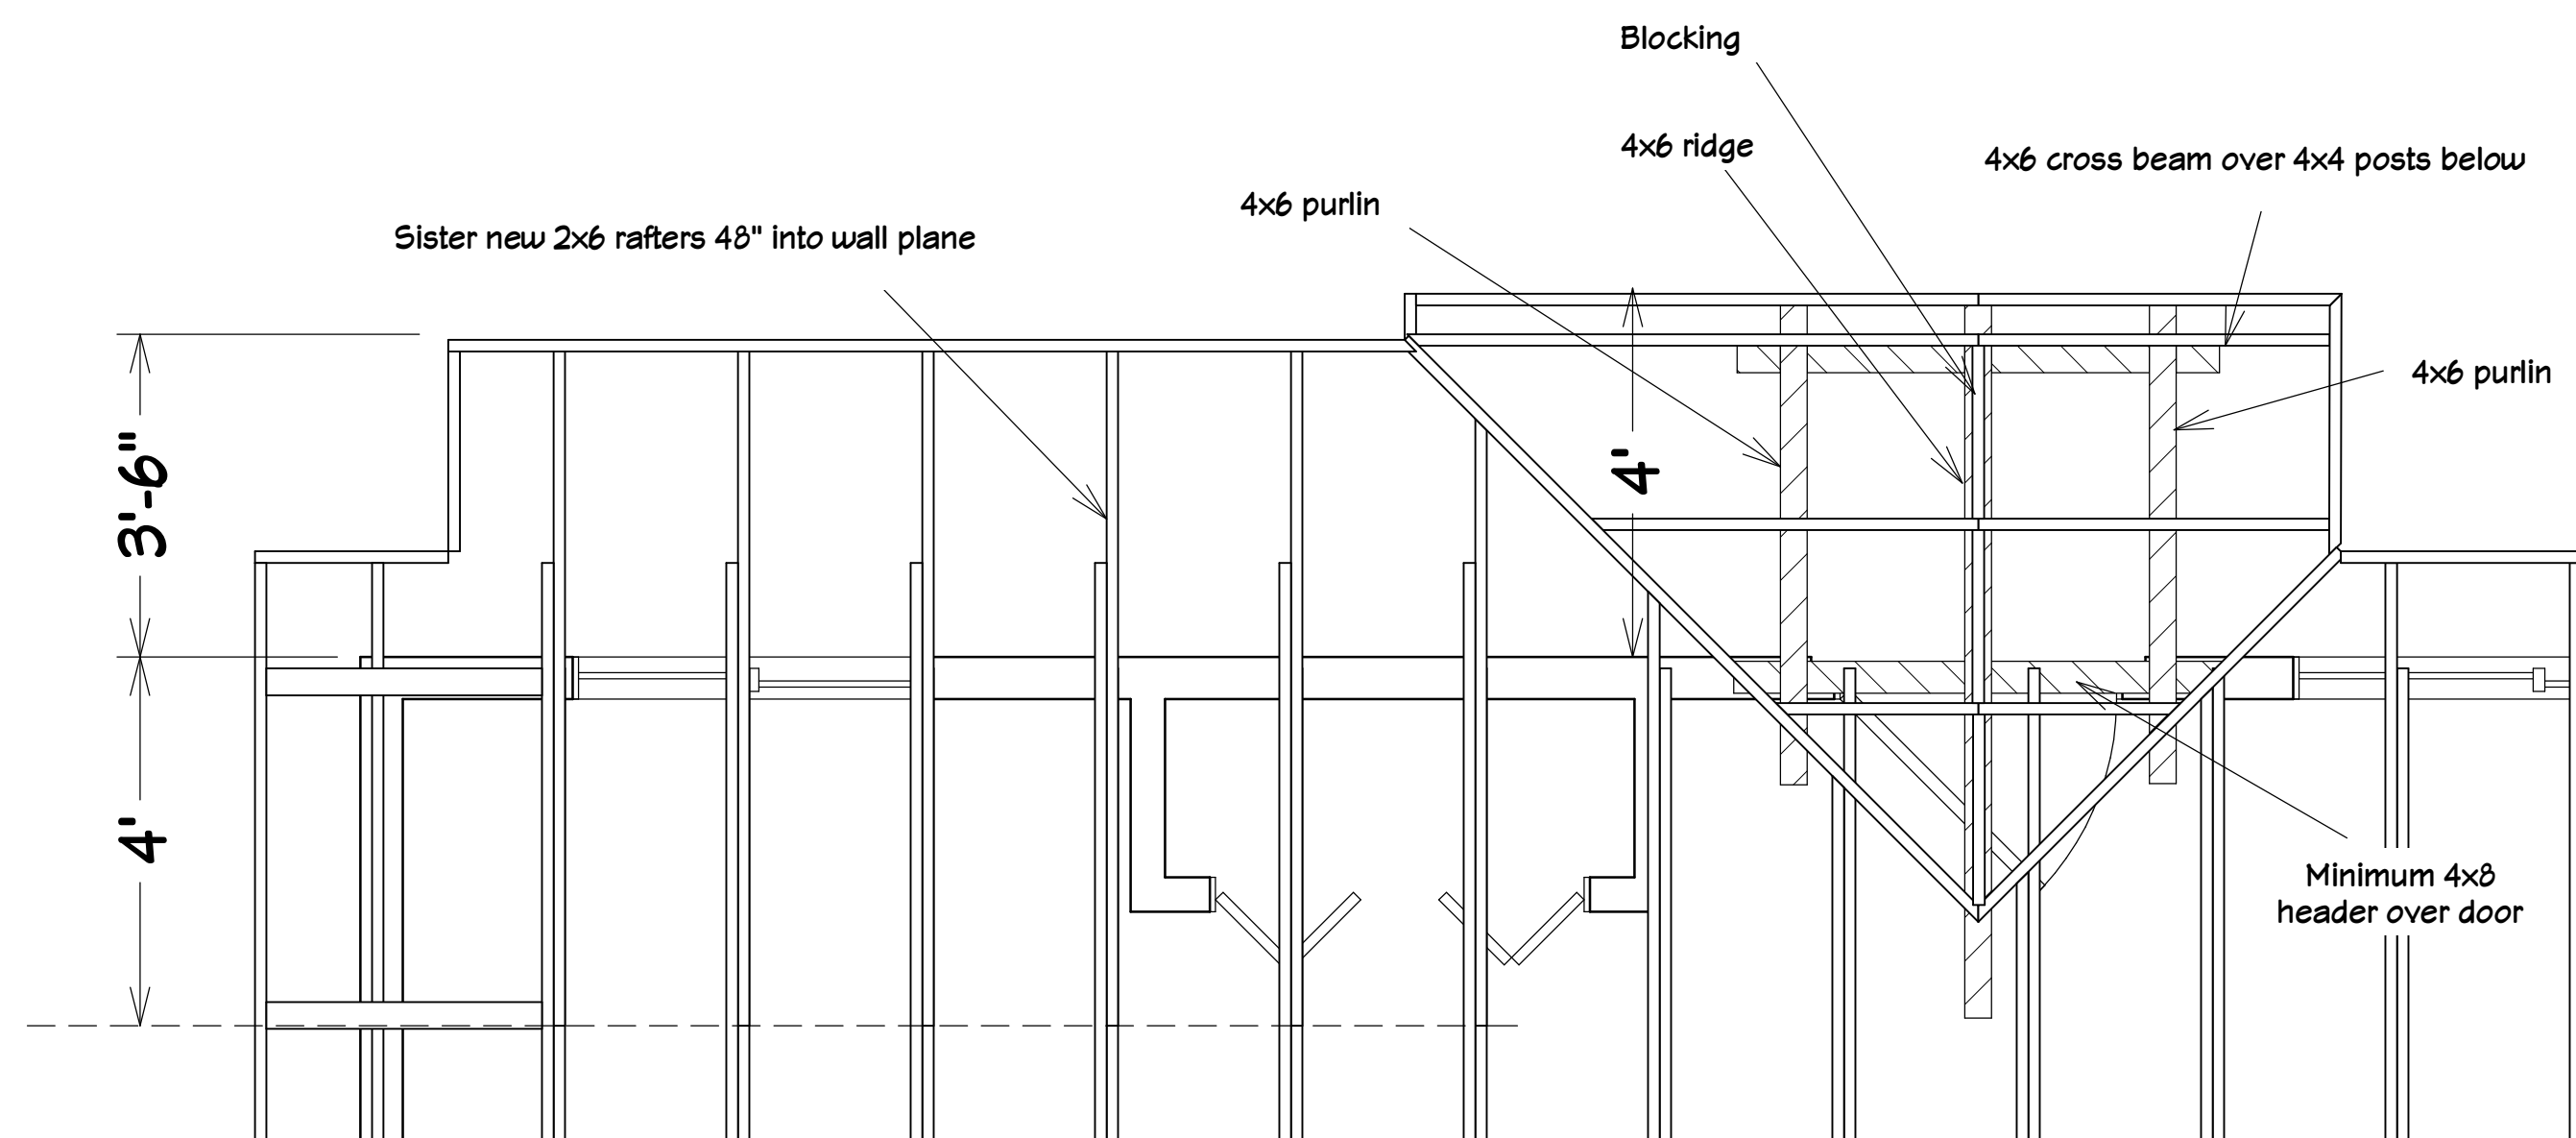 Blocking
4x6 ridge
4x6 cross beam over 4x4 posts below
4x6 purlin
Sister new 2x6 rafters 48" into wall plane
4x6 purlin
3'-6"
4'
4'
Minimum 4x8
header over door